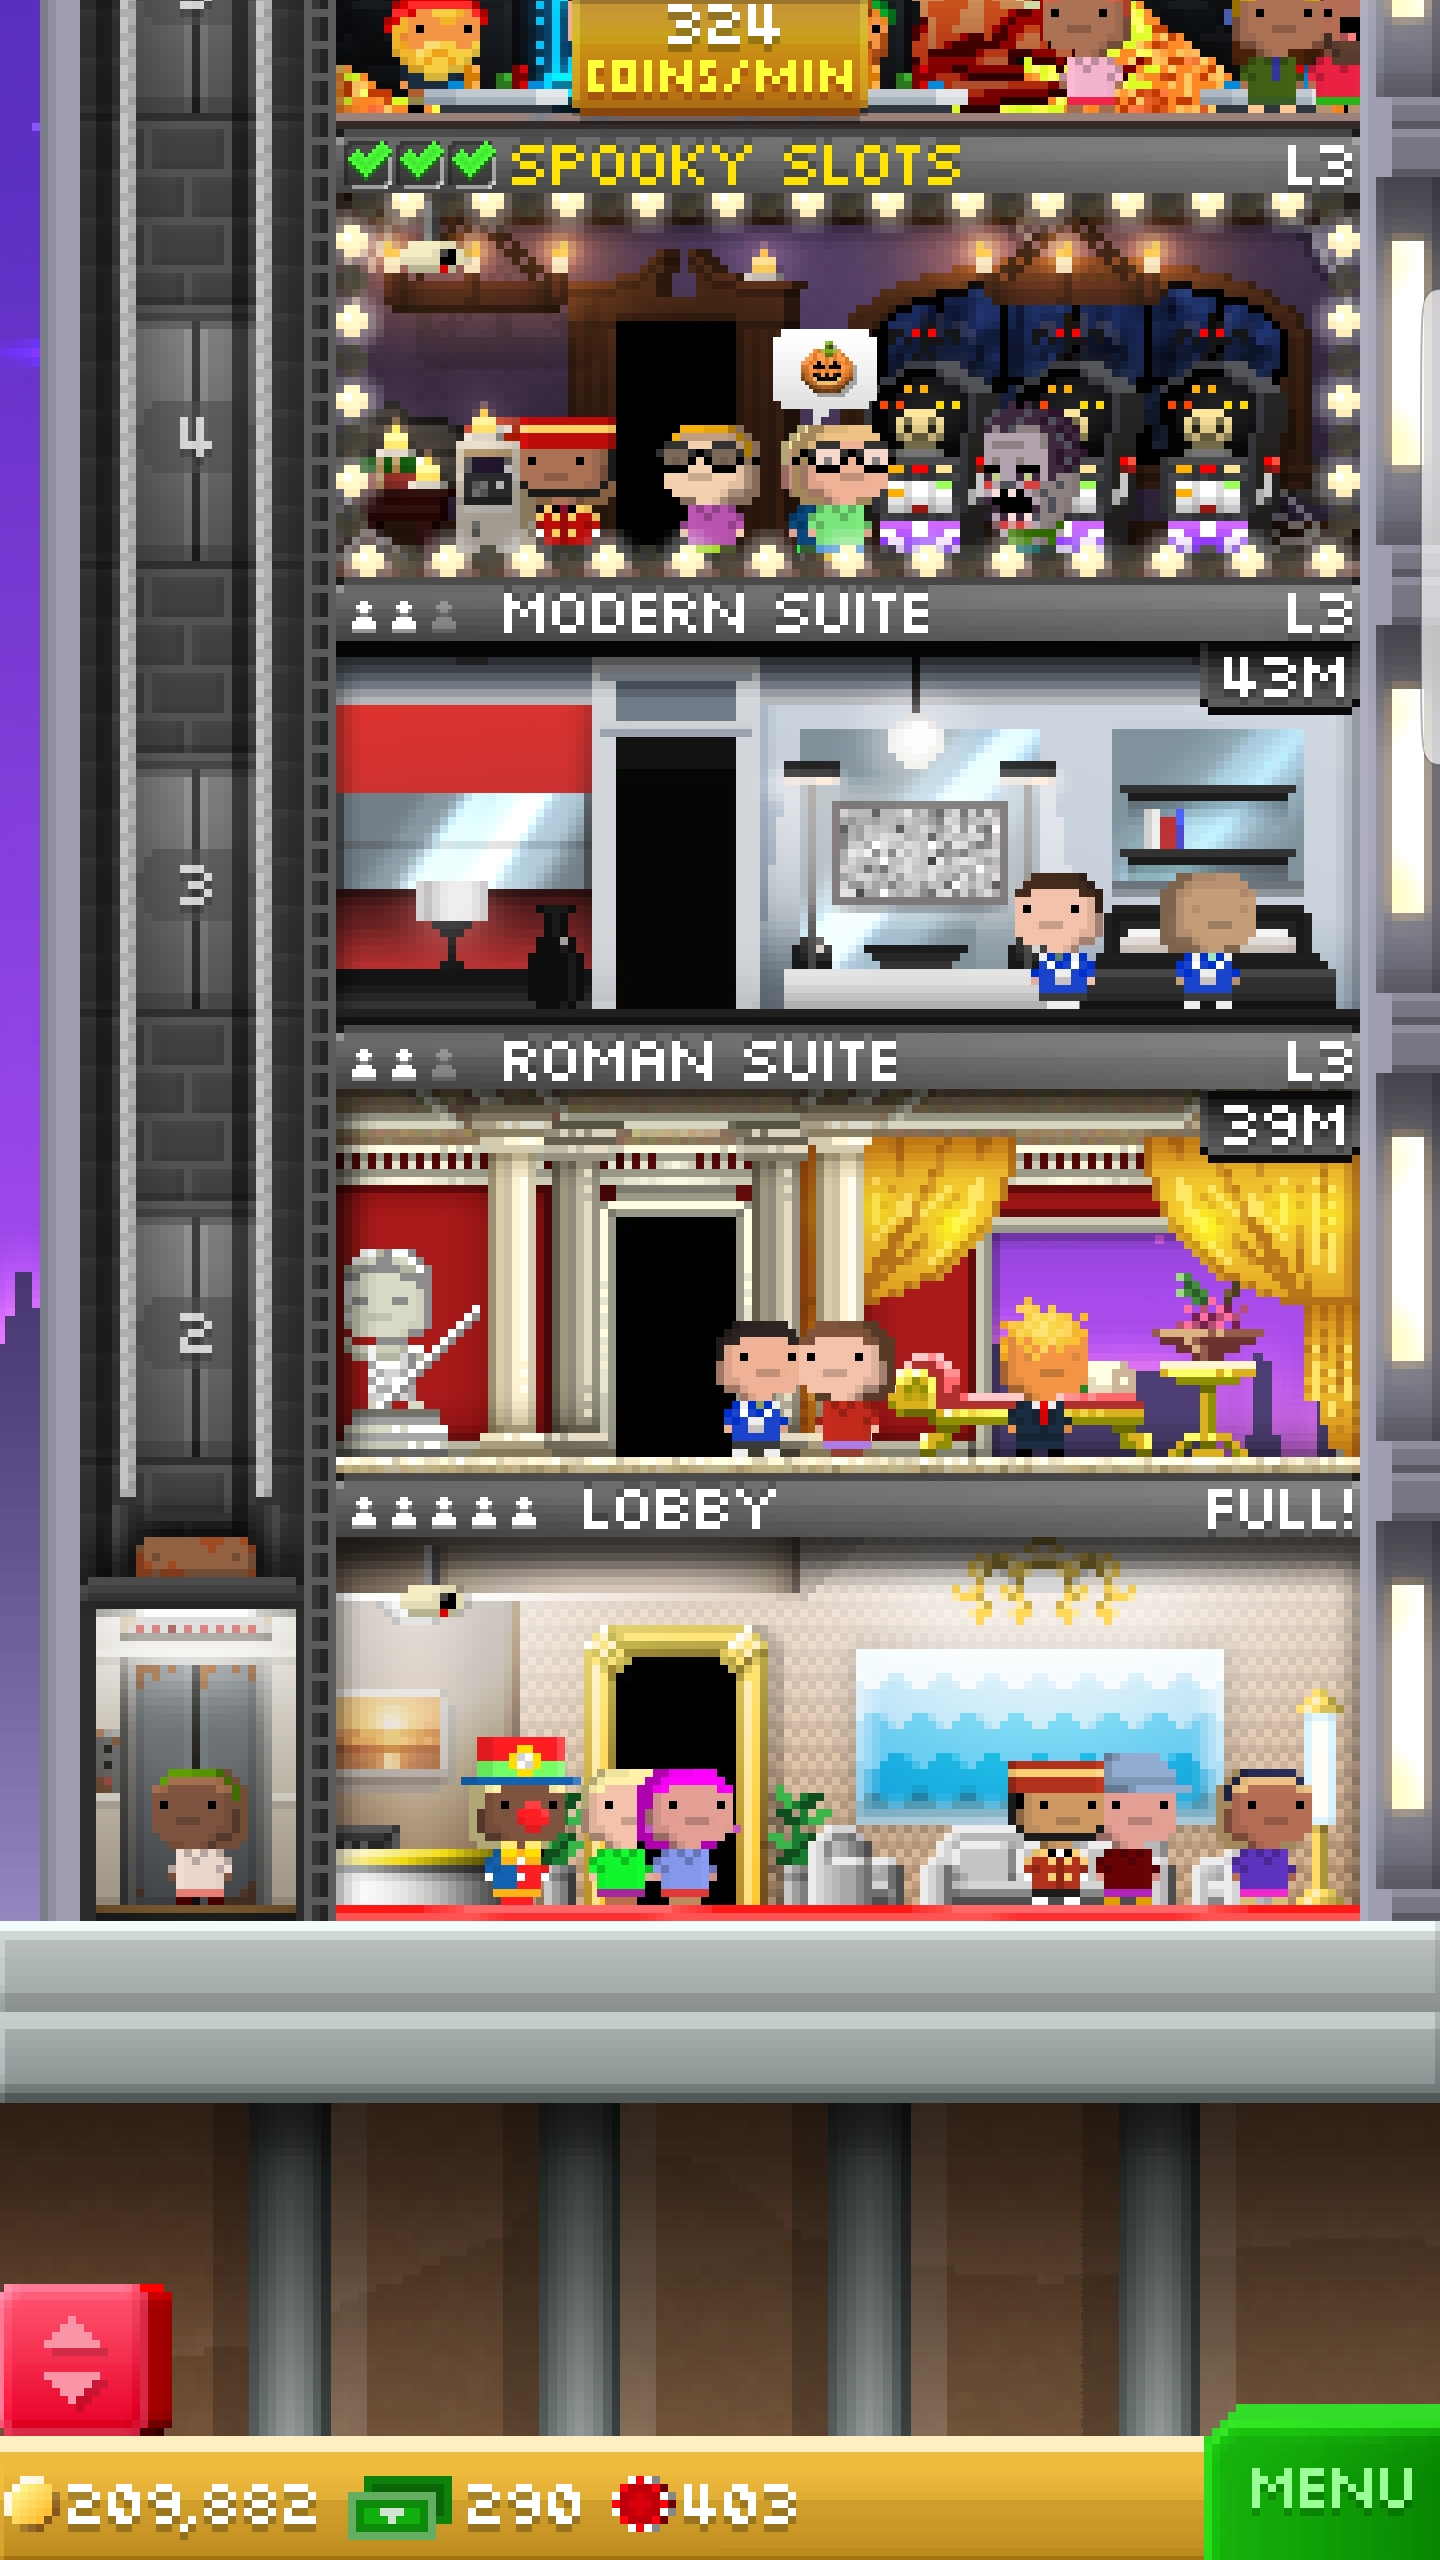 324
COINS/MIN
SPOOKY SLOTS L3
4
MODERN SUITE L3
43M
3
ROMAN SUITE L3
39M
2
LOBBY FULL!
209,882 290 403
MENU